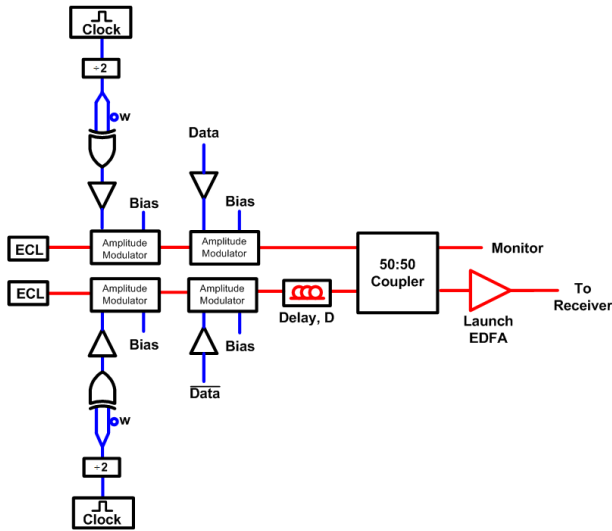 Clock
÷2
w
Data
Bias
Bias
ECL
Amplitude
Modulator
Amplitude
Modulator
50:50
Coupler
Monitor
ECL
Amplitude
Modulator
Amplitude
Modulator
Delay, D
Launch
EDFA
To
Receiver
Bias
Bias
Data
w
÷2
Clock